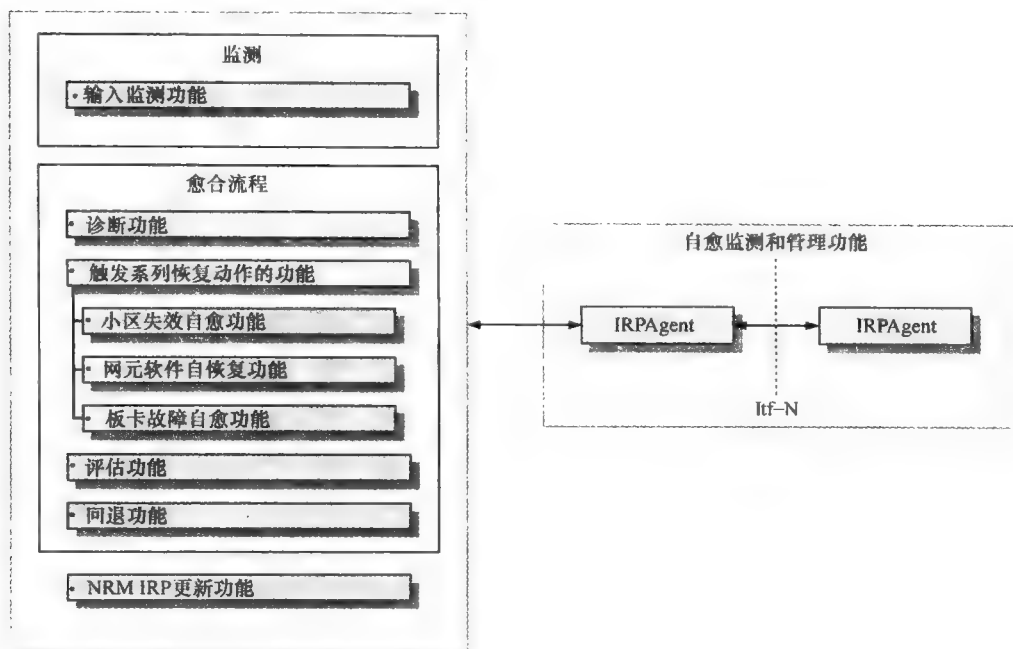 监测
输入监测功能
愈合流程
诊断功能
触发系列恢复动作的功能
小区失效自愈功能
网元软件自恢复功能
板卡故障自愈功能
评估功能
回退功能
NRM IRP更新功能
自愈监测和管理功能
IRPAgent
IRPAgent
Itf-N